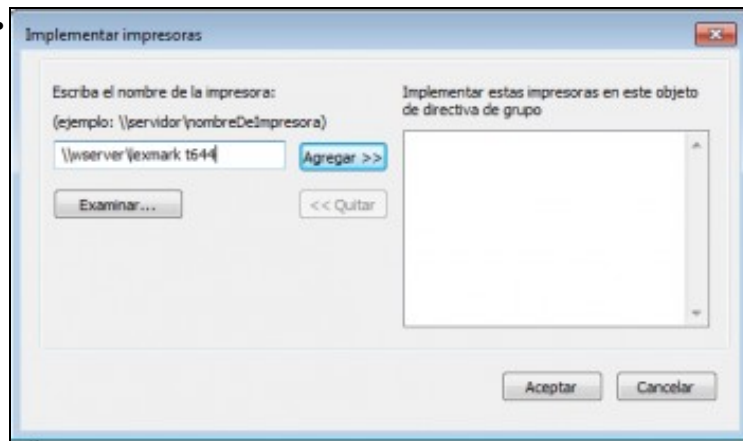 Implementar impresoras
Escriba el nombre de la impresora:
(ejemplo: \\servidor\nombreDeImpresora)
\\wserver\lexmark t644
Agregar >>
Examinar...
<< Quitar
Implementar estas impresoras en este objeto
de directiva de grupo
Aceptar
Cancelar